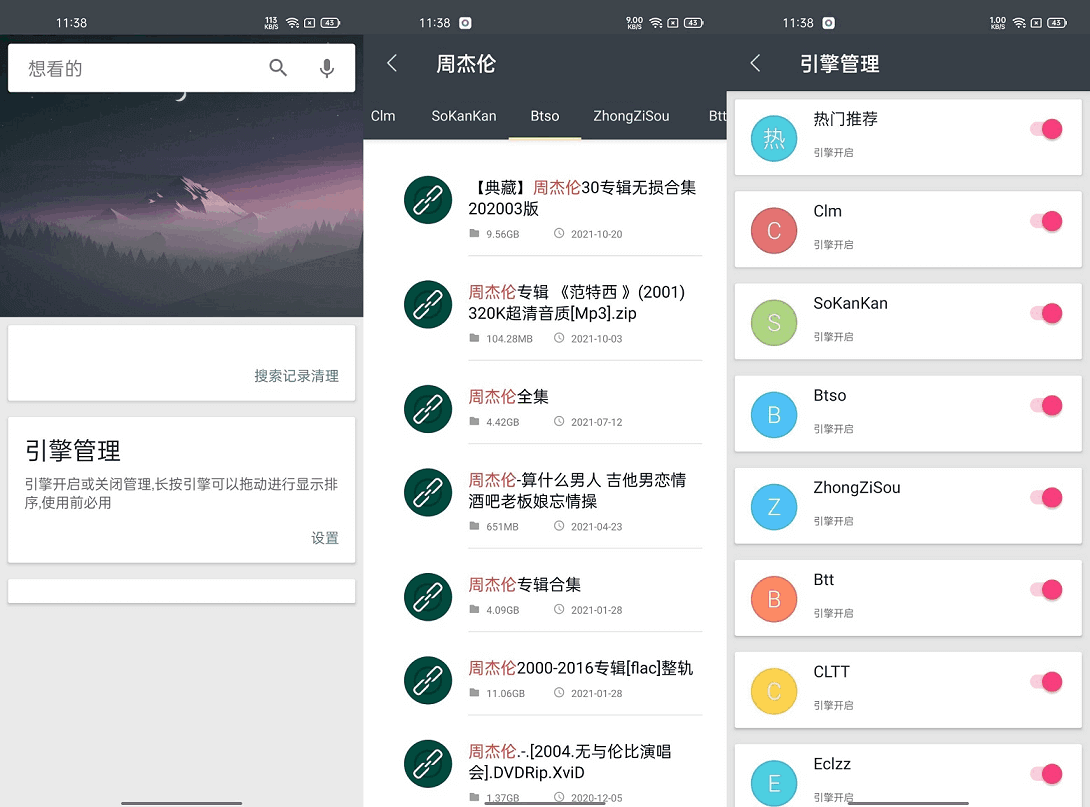 11:38
113 KB/S 43
想看的
搜索记录清理
引擎管理
引擎开启或关闭管理,长按引擎可以拖动进行显示排
序,使用前必用
设置
11:38
9.00 KB/S 43
周杰伦
Clm SoKanKan Btso ZhongZiSou Btt
【典藏】周杰伦30专辑无损合集
202003版
9.56GB 2021-10-20
周杰伦专辑 《范特西 》(2001)
320K超清音质[Mp3].zip
104.28MB 2021-10-03
周杰伦全集
4.42GB 2021-07-12
周杰伦-算什么男人 吉他男恋情
酒吧老板娘忘情操
651MB 2021-04-23
周杰伦专辑合集
4.09GB 2021-01-28
周杰伦2000-2016专辑[flac]整轨
11.06GB 2021-01-28
周杰伦.-.[2004.无与伦比演唱
会].DVDRip.XviD
1.37GB 2020-12-05
11:38
1.00 KB/S 43
引擎管理
热
热门推荐
引擎开启
C
Clm
引擎开启
S
SoKanKan
引擎开启
B
Btso
引擎开启
Z
ZhongZiSou
引擎开启
B
Btt
引擎开启
C
CLTT
引擎开启
E
Eclzz
引擎开启